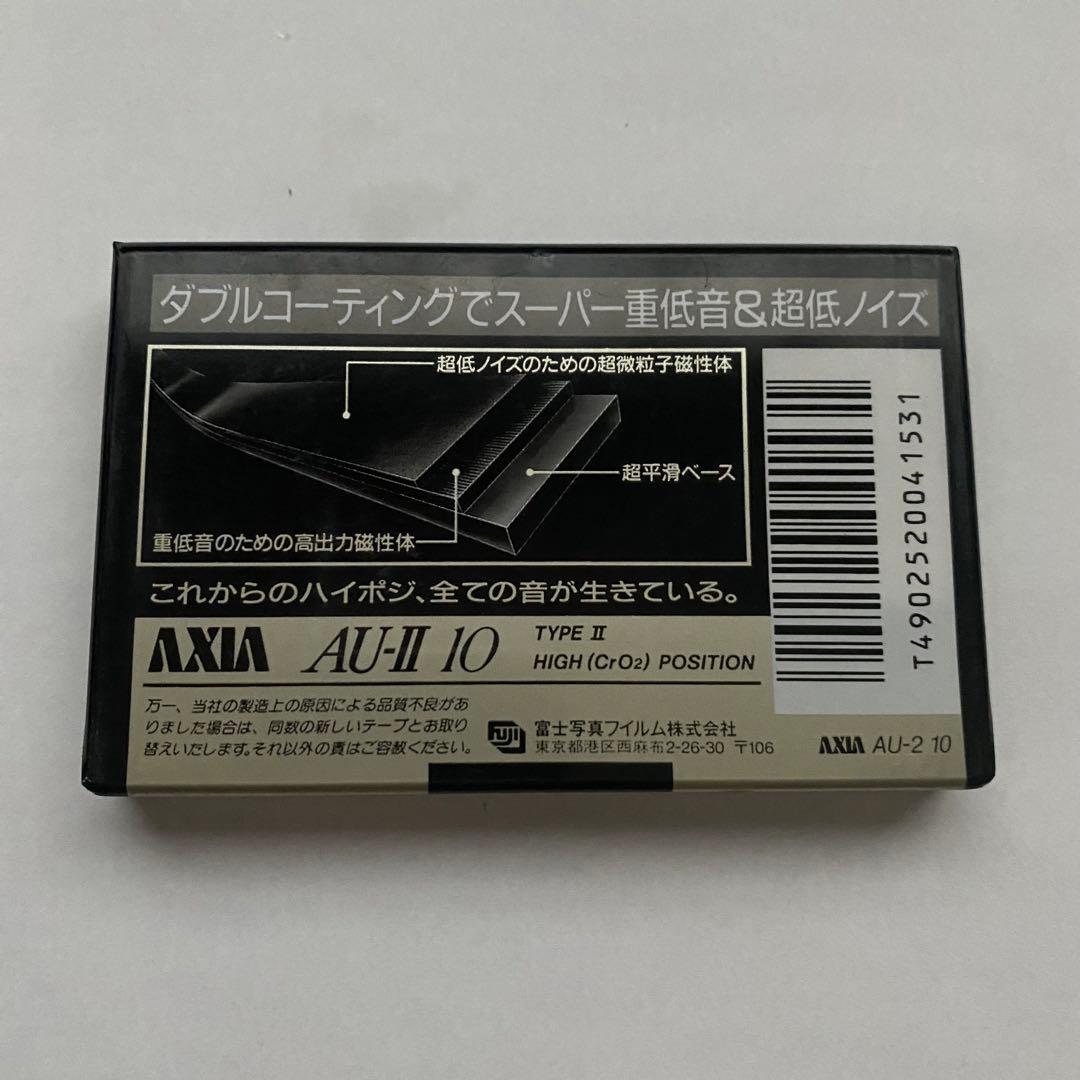 ダブルコーティングでスーパー重低音&超低ノイズ
超低ノイズのための超微粒子磁性体
超平滑ベース
重低音のための高出力磁性体
これからのハイポジ、全ての音が生きている。
T4902520041531
AXIA AU-II 10 TYPE II
HIGH (CrO2) POSITION
万一、当社の製造上の原因による品質不良があ
りました場合は、同数の新しいテープとお取り
替えいたします。それ以外の責はご容赦ください。
FUJI 富士写真フイルム株式会社
東京都港区西麻布2-26-30 〒106
AXIA AU-2 10